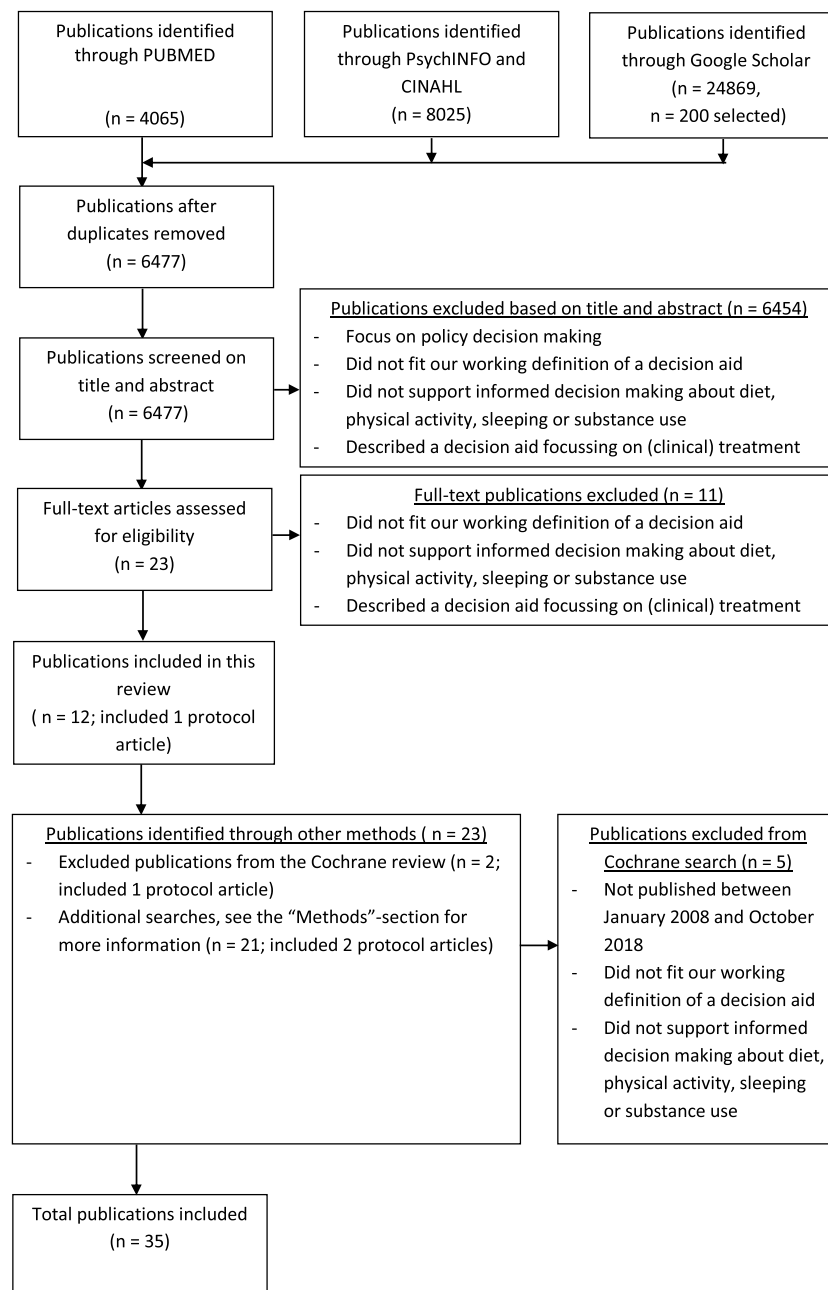 Publications identified
through PUBMED
(n = 4065)
Publications identified
through PsychINFO and
CINAHL
(n = 8025)
Publications identified
through Google Scholar
(n = 24869,
n = 200 selected)
Publications after
duplicates removed
(n = 6477)
Publications screened on
title and abstract
(n = 6477)
Publications excluded based on title and abstract (n = 6454)
- Focus on policy decision making
- Did not fit our working definition of a decision aid
- Did not support informed decision making about diet,
physical activity, sleeping or substance use
- Described a decision aid focussing on (clinical) treatment
Full-text articles assessed
for eligibility
(n = 23)
Full-text publications excluded (n = 11)
- Did not fit our working definition of a decision aid
- Did not support informed decision making about diet,
physical activity, sleeping or substance use
- Described a decision aid focussing on (clinical) treatment
Publications included in this
review
( n = 12; included 1 protocol
article)
Publications identified through other methods ( n = 23)
- Excluded publications from the Cochrane review (n = 2;
included 1 protocol article)
- Additional searches, see the “Methods”-section for
more information (n = 21; included 2 protocol articles)
Publications excluded from
Cochrane search (n = 5)
- Not published between
January 2008 and October
2018
- Did not fit our working
definition of a decision aid
- Did not support informed
decision making about diet,
physical activity, sleeping
or substance use
Total publications included
(n = 35)